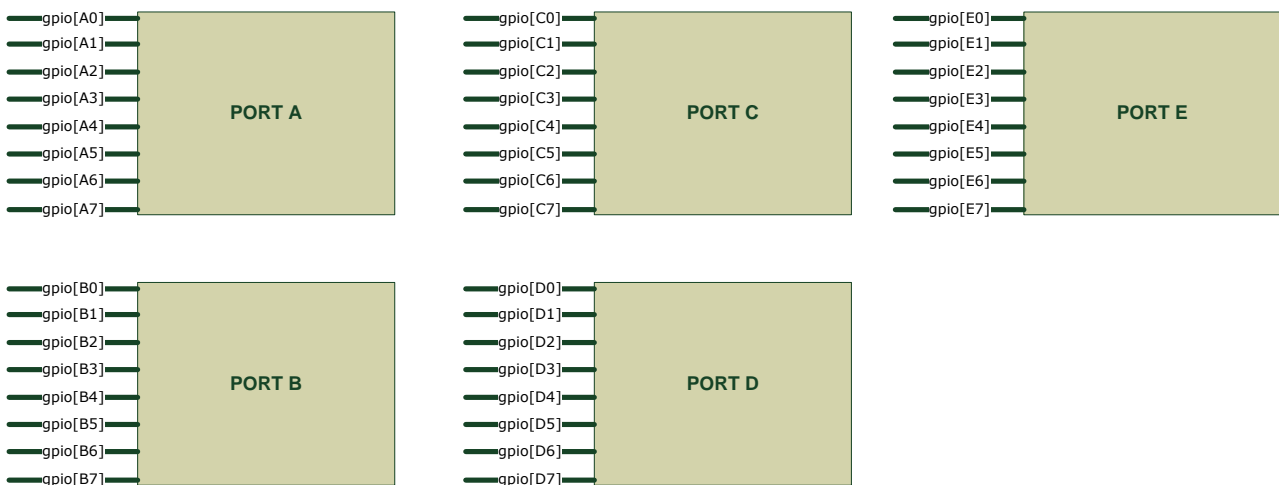 gpio[A0]
gpio[A1]
gpio[A2]
gpio[A3]
gpio[A4]
gpio[A5]
gpio[A6]
gpio[A7]
PORT A
gpio[C0]
gpio[C1]
gpio[C2]
gpio[C3]
gpio[C4]
gpio[C5]
gpio[C6]
gpio[C7]
PORT C
gpio[E0]
gpio[E1]
gpio[E2]
gpio[E3]
gpio[E4]
gpio[E5]
gpio[E6]
gpio[E7]
PORT E
gpio[B0]
gpio[B1]
gpio[B2]
gpio[B3]
gpio[B4]
gpio[B5]
gpio[B6]
gpio[B7]
PORT B
gpio[D0]
gpio[D1]
gpio[D2]
gpio[D3]
gpio[D4]
gpio[D5]
gpio[D6]
gpio[D7]
PORT D